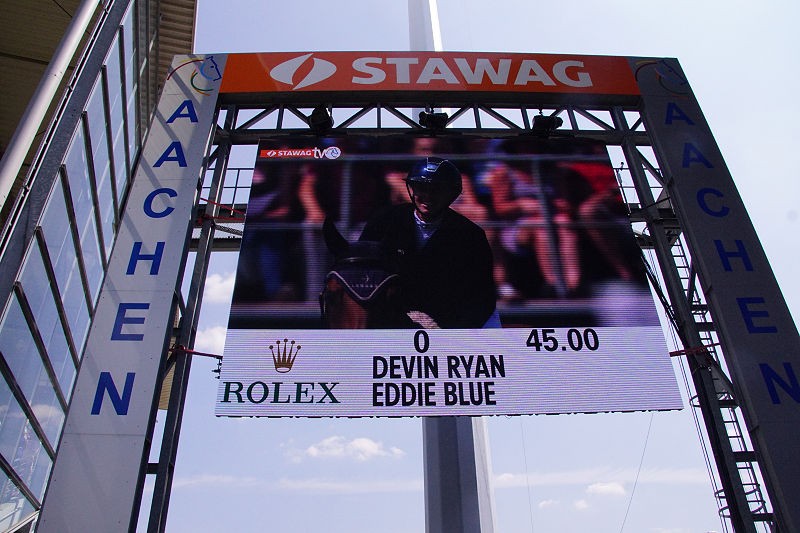 STAWAG
AACHEN
AACHEN
STAWAG tv
0 45.00
DEVIN RYAN
EDDIE BLUE
ROLEX